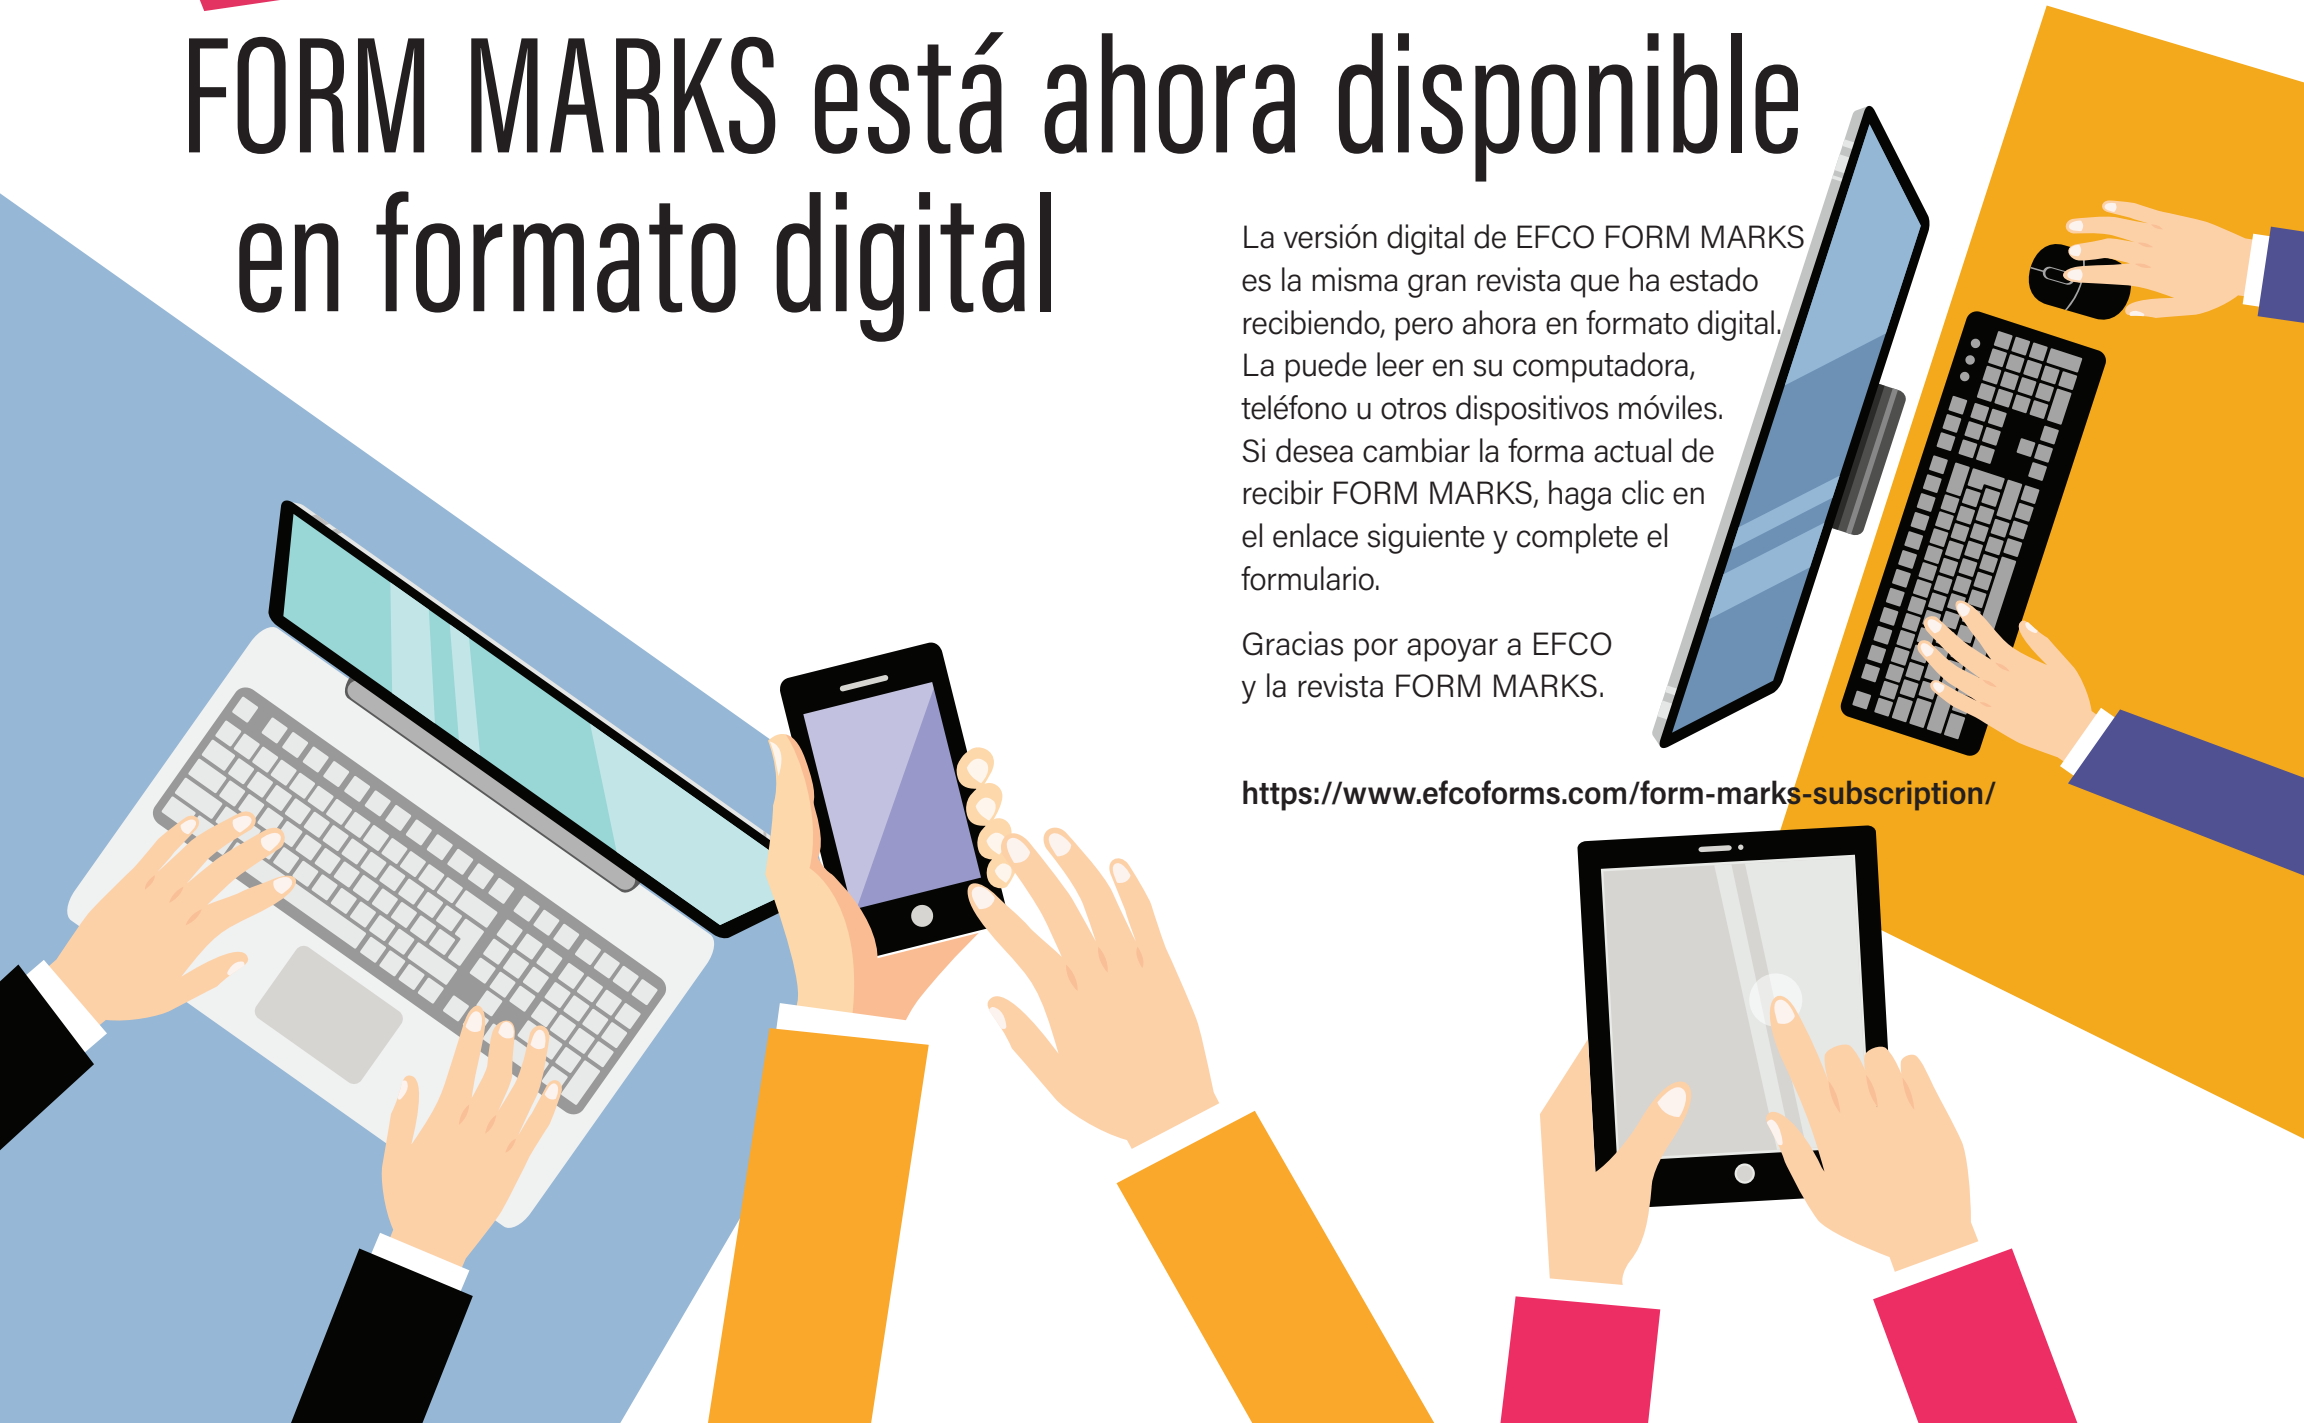 FORM MARKS está ahora disponible
en formato digital
La versión digital de EFCO FORM MARKS
es la misma gran revista que ha estado
recibiendo, pero ahora en formato digital.
La puede leer en su computadora,
teléfono u otros dispositivos móviles.
Si desea cambiar la forma actual de
recibir FORM MARKS, haga clic en
el enlace siguiente y complete el
formulario.
Gracias por apoyar a EFCO
y la revista FORM MARKS.
https://www.efcoforms.com/form-marks-subscription/